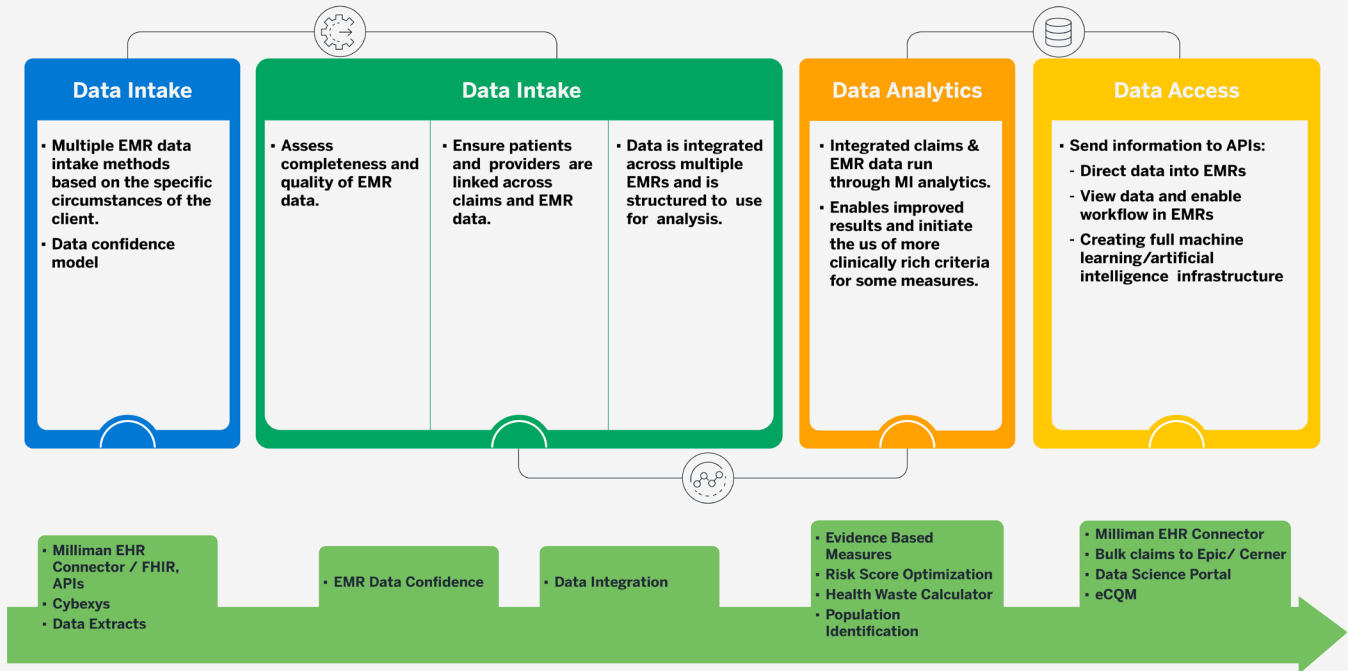 Data Intake
▪ Multiple EMR data
intake methods
based on the specific
circumstances of the
client.
▪ Data confidence
model
Data Intake
▪ Assess
completeness and
quality of EMR
data.
▪ Ensure patients
and providers are
linked across
claims and EMR
data.
▪ Data is integrated
across multiple
EMRs and is
structured to use
for analysis.
Data Analytics
▪ Integrated claims &
EMR data run
through MI analytics.
▪ Enables improved
results and initiate
the us of more
clinically rich criteria
for some measures.
Data Access
▪ Send information to APIs:
- Direct data into EMRs
- View data and enable
workflow in EMRs
- Creating full machine
learning/artificial
intelligence infrastructure
▪ Milliman EHR
Connector / FHIR,
APIs
▪ Cybexys
▪ Data Extracts
▪ EMR Data Confidence
▪ Data Integration
▪ Evidence Based
Measures
▪ Risk Score Optimization
▪ Health Waste Calculator
▪ Population
Identification
▪ Milliman EHR Connector
▪ Bulk claims to Epic/ Cerner
▪ Data Science Portal
▪ eCQM